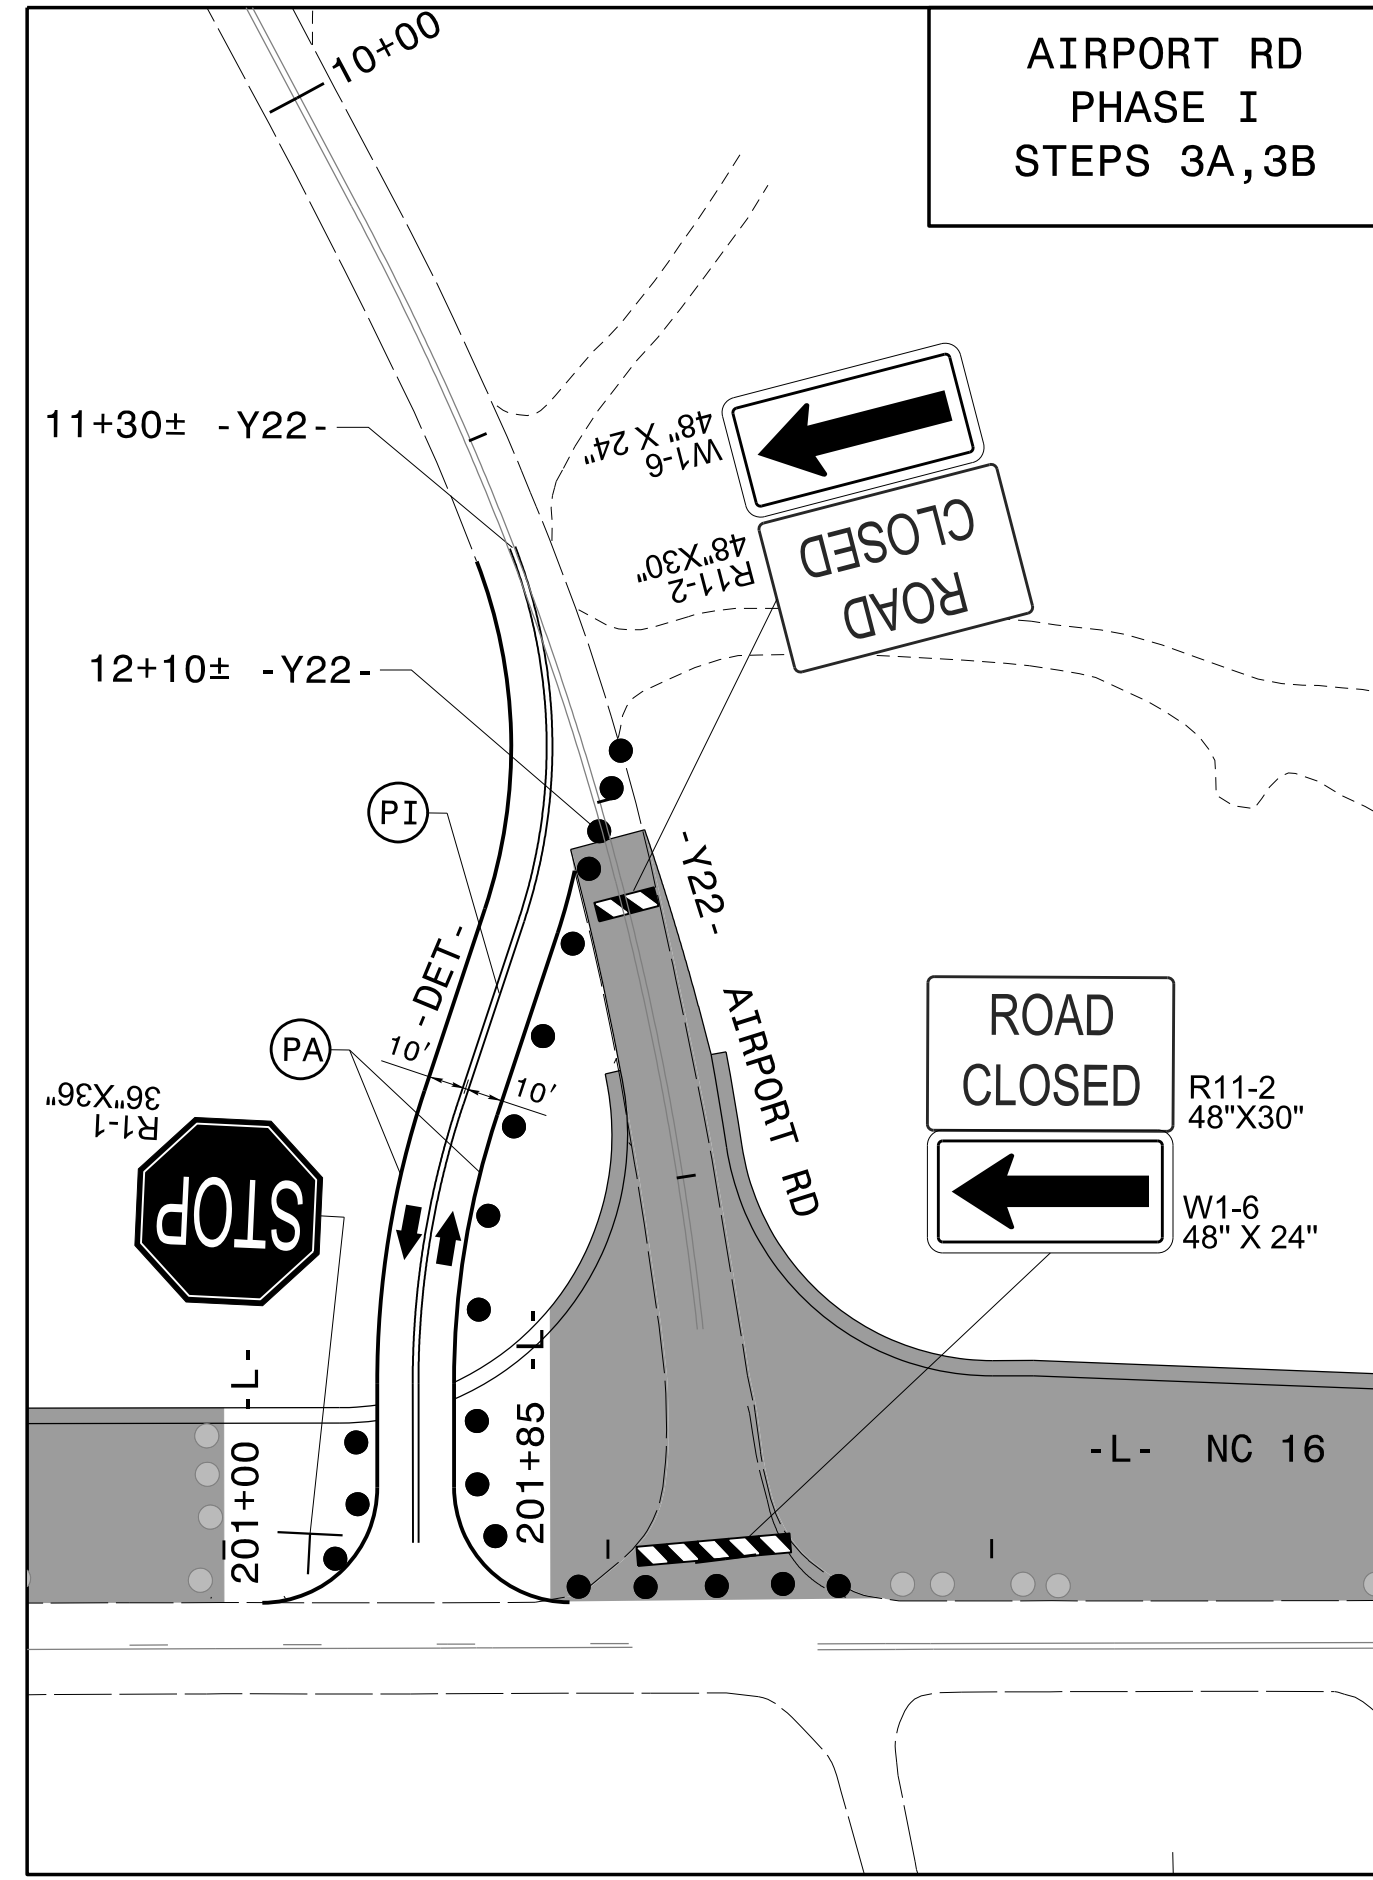 AIRPORT RD
PHASE I
STEPS 3A,3B
10+00
11+30± -Y22-
W1-6
48" X 24"
ROAD
CLOSED
R11-2
48"X30"
12+10± -Y22-
PI
-Y22- AIRPORT RD
-DET-
PA
10'
10'
R1-1
36"X36"
STOP
ROAD
CLOSED
R11-2
48"X30"
W1-6
48" X 24"
201+00 -L-
201+85 -L-
-L- NC 16